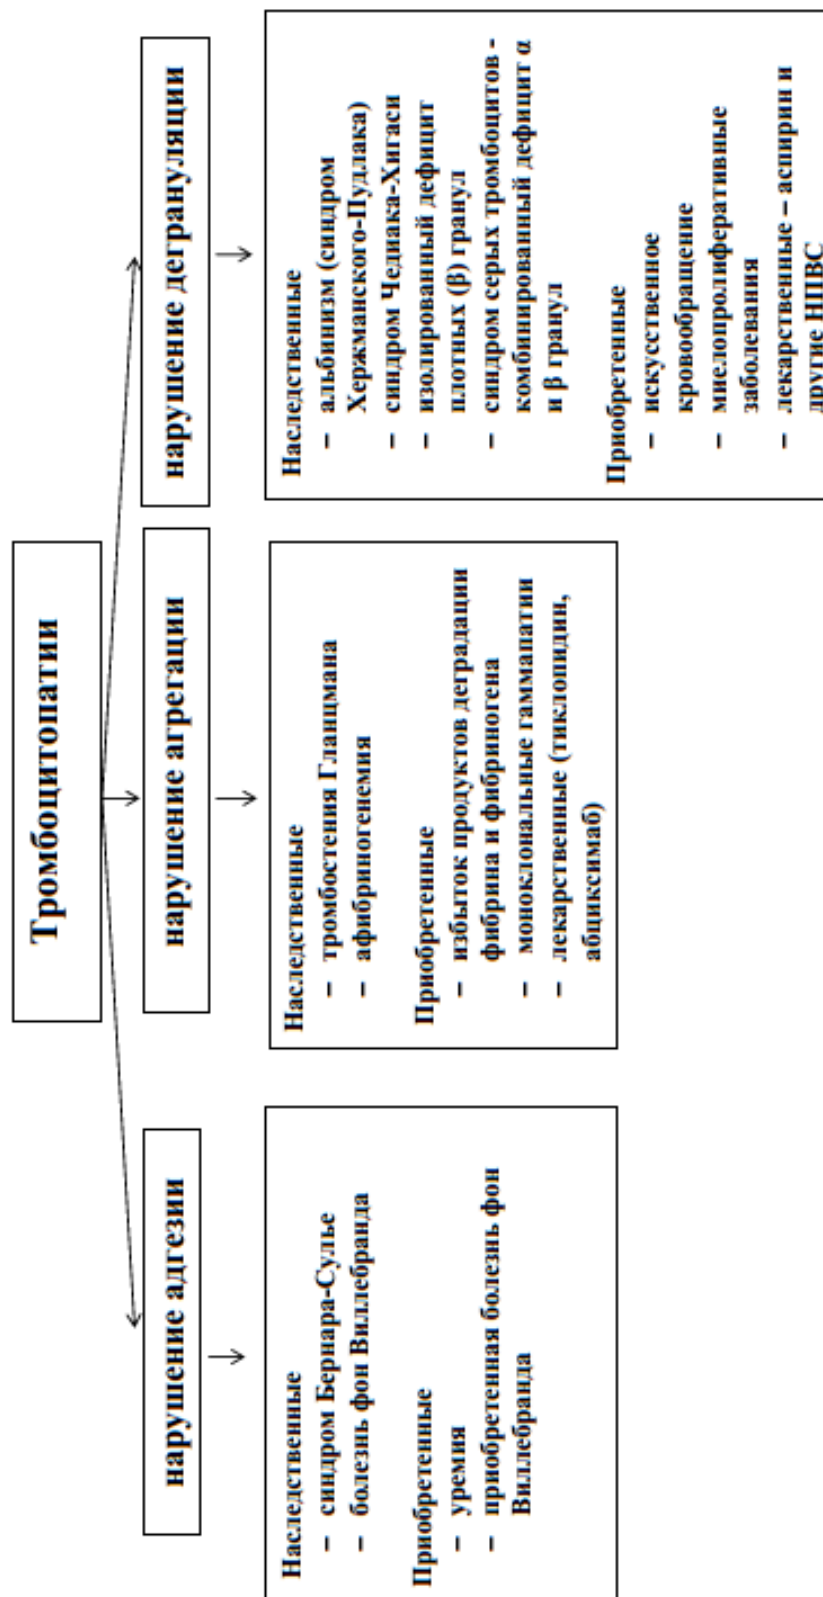 Тромбоцитопатии
нарушение адгезии
Наследственные
– синдром Бернара-Сулье
– болезнь фон Виллебранда
Приобретенные
– уремия
– приобретенная болезнь фон
Виллебранда
нарушение агрегации
Наследственные
– тромбостения Гланцмана
– афибриногенемия
Приобретенные
– избыток продуктов деградации
фибрина и фибриногена
– моноклональные гаммапатии
– лекарственные (тиклопидин,
абциксимаб)
нарушение дегрануляции
Наследственные
– альбинизм (синдром
Хержманского-Пудлака)
– синдром Чедиака-Хигаси
– изолированный дефицит
плотных (β) гранул
– синдром серых тромбоцитов -
комбинированный дефицит α
и β гранул
Приобретенные
– искусственное
кровообращение
– миелопролиферативные
заболевания
– лекарственные – аспирин и
другие НПВС